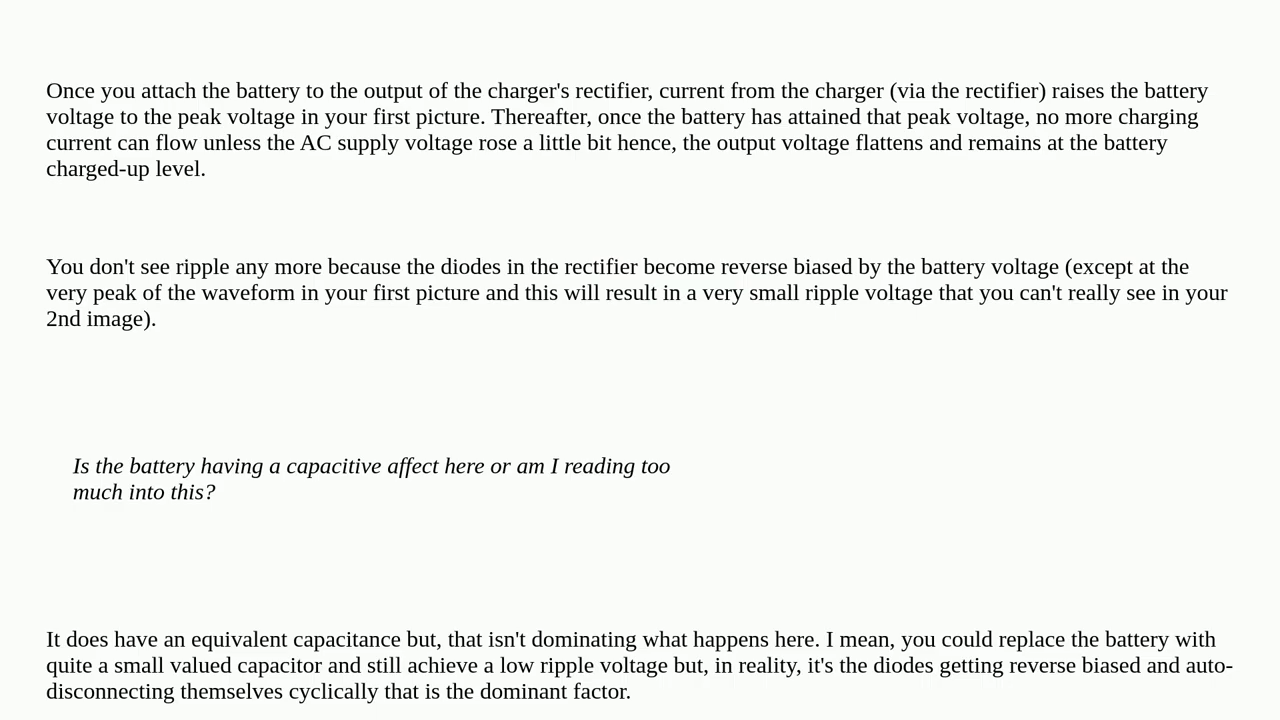 Once you attach the battery to the output of the charger's rectifier, current from the charger (via the rectifier) raises the battery
voltage to the peak voltage in your first picture. Thereafter, once the battery has attained that peak voltage, no more charging
current can flow unless the AC supply voltage rose a little bit hence, the output voltage flattens and remains at the battery
charged-up level.
You don't see ripple any more because the diodes in the rectifier become reverse biased by the battery voltage (except at the
very peak of the waveform in your first picture and this will result in a very small ripple voltage that you can't really see in your
2nd image).
Is the battery having a capacitive affect here or am I reading too
much into this?
It does have an equivalent capacitance but, that isn't dominating what happens here. I mean, you could replace the battery with
quite a small valued capacitor and still achieve a low ripple voltage but, in reality, it's the diodes getting reverse biased and auto-
disconnecting themselves cyclically that is the dominant factor.